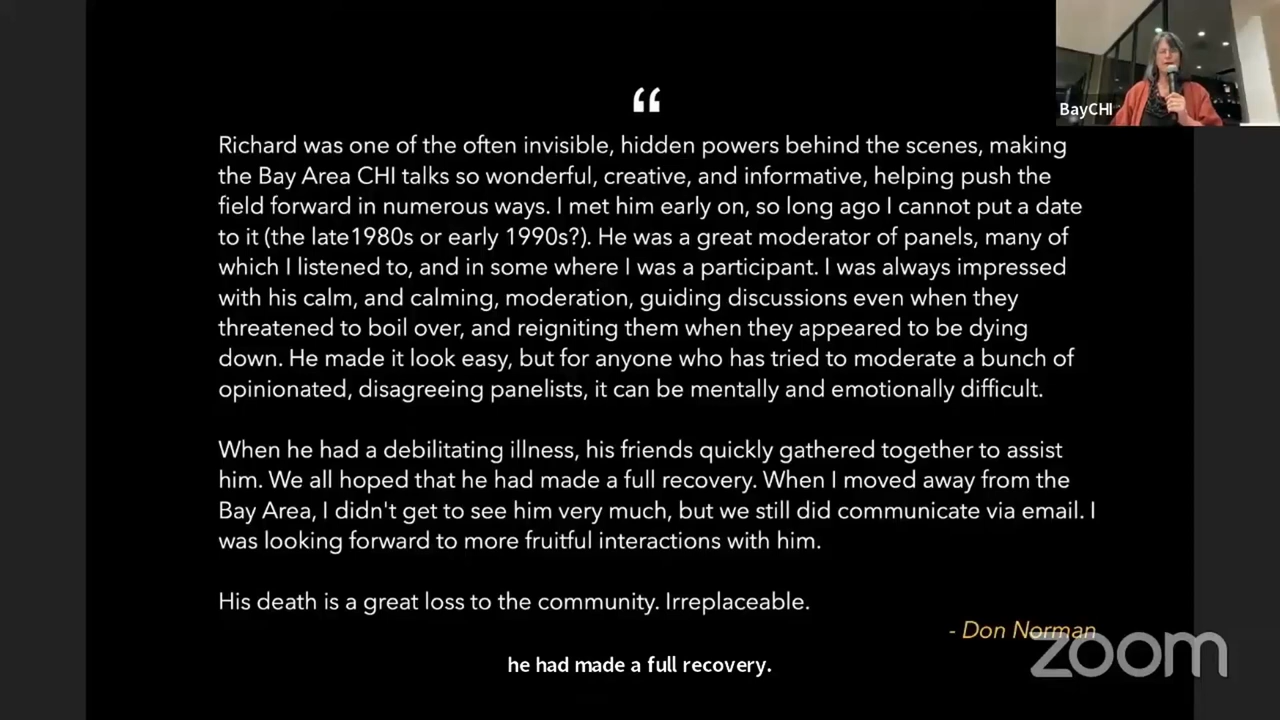 BayCHI
“
Richard was one of the often invisible, hidden powers behind the scenes, making
the Bay Area CHI talks so wonderful, creative, and informative, helping push the
field forward in numerous ways. I met him early on, so long ago I cannot put a date
to it (the late1980s or early 1990s?). He was a great moderator of panels, many of
which I listened to, and in some where I was a participant. I was always impressed
with his calm, and calming, moderation, guiding discussions even when they
threatened to boil over, and reigniting them when they appeared to be dying
down. He made it look easy, but for anyone who has tried to moderate a bunch of
opinionated, disagreeing panelists, it can be mentally and emotionally difficult.
When he had a debilitating illness, his friends quickly gathered together to assist
him. We all hoped that he had made a full recovery. When I moved away from the
Bay Area, I didn't get to see him very much, but we still did communicate via email. I
was looking forward to more fruitful interactions with him.
His death is a great loss to the community. Irreplaceable.
- Don Norman
zoom
he had made a full recovery.